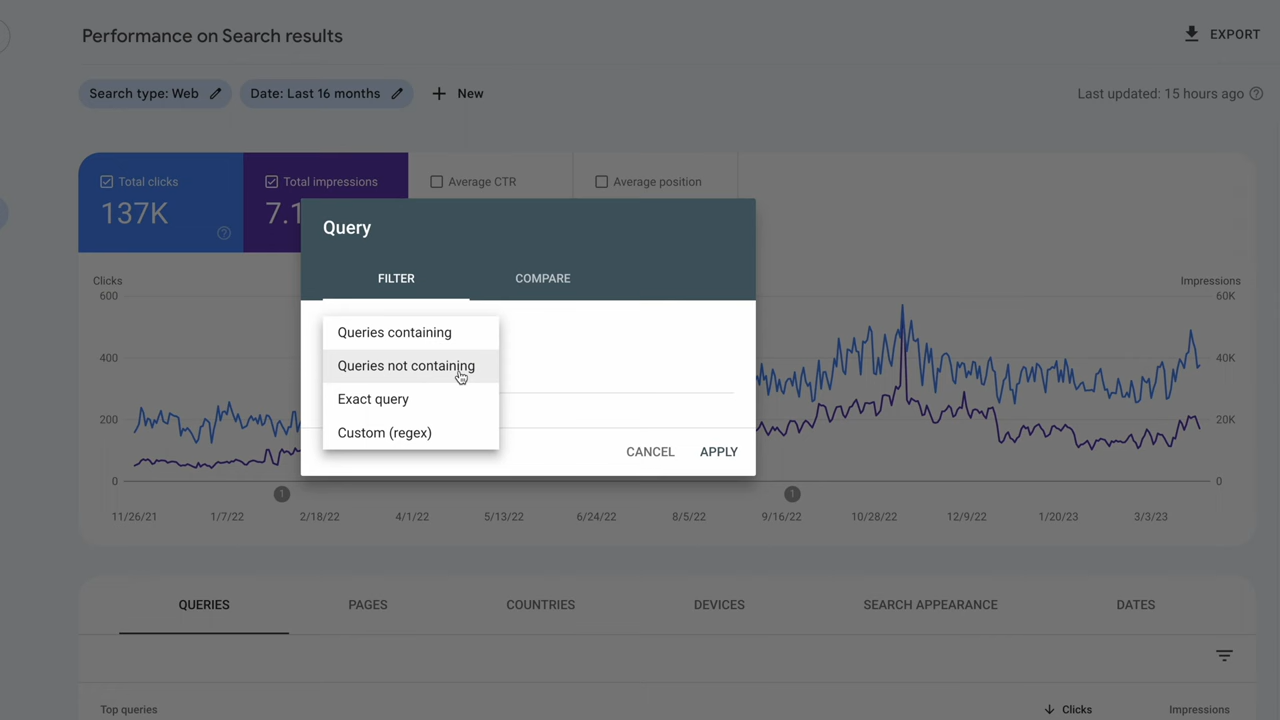 Performance on Search results
EXPORT
Search type: Web
Date: Last 16 months
New
Last updated: 15 hours ago
Total clicks
Total impressions
Average CTR
Average position
137K
7.1
Query
FILTER
COMPARE
Queries containing
Queries not containing
Exact query
Custom (regex)
CANCEL
APPLY
Clicks
Impressions
600
60K
400
40K
200
20K
0
0
1
1
11/26/21
1/7/22
2/18/22
4/1/22
5/13/22
6/24/22
8/5/22
9/16/22
10/28/22
12/9/22
1/20/23
3/3/23
QUERIES
PAGES
COUNTRIES
DEVICES
SEARCH APPEARANCE
DATES
Top queries
Clicks
Impressions